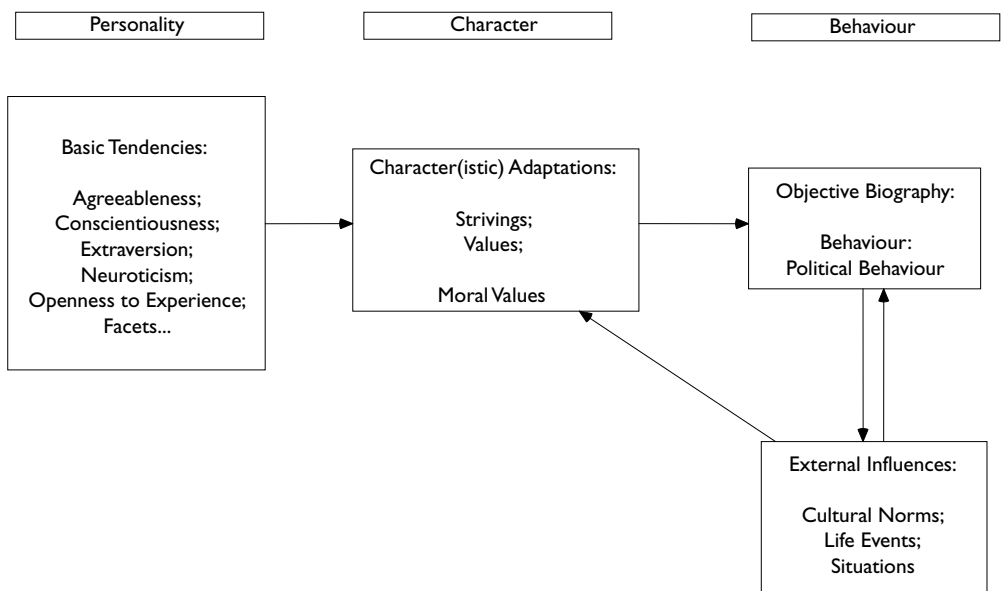 Personality
Character
Behaviour
Basic Tendencies:
Agreeableness;
Conscientiousness;
Extraversion;
Neuroticism;
Openness to Experience;
Facets...
Character(istic) Adaptations:
Strivings;
Values;
Moral Values
Objective Biography:
Behaviour:
Political Behaviour
External Influences:
Cultural Norms;
Life Events;
Situations